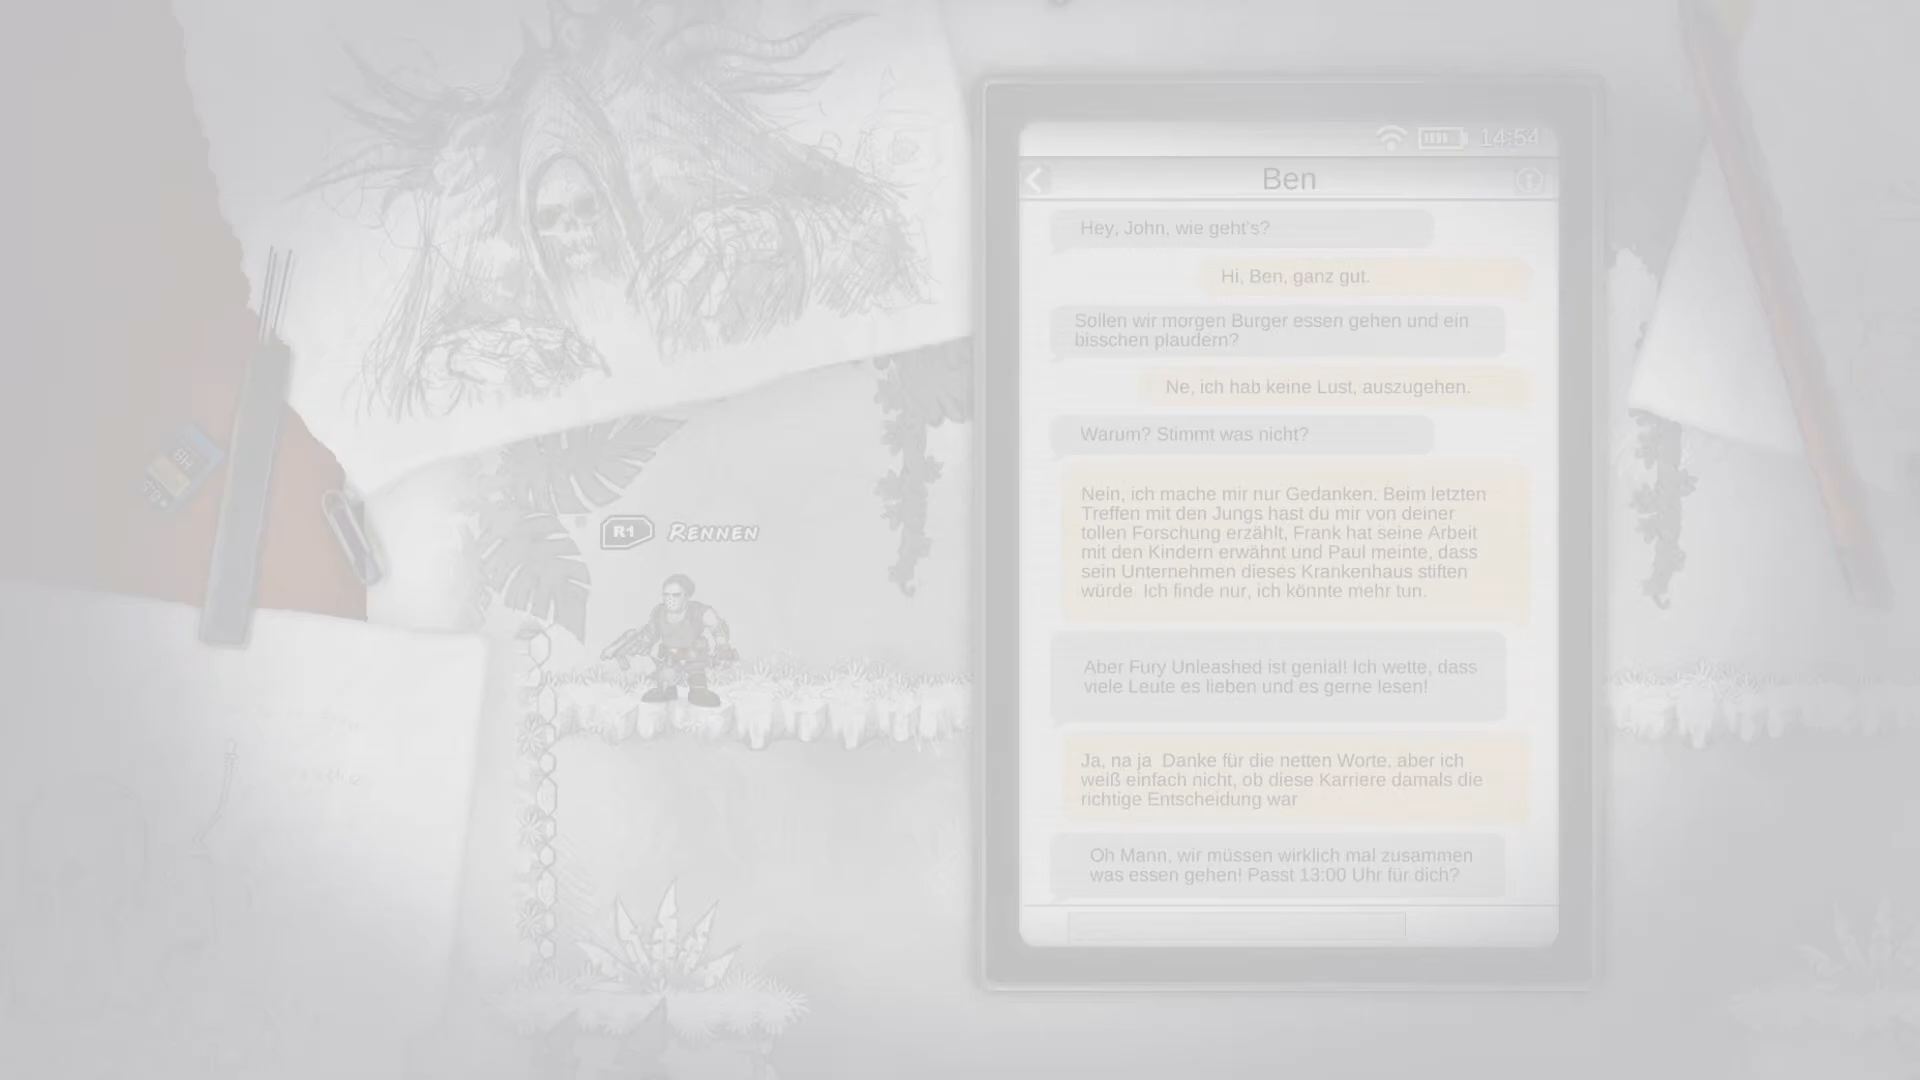 14:54
Ben
Hey, John, wie geht's?
Hi, Ben, ganz gut.
Sollen wir morgen Burger essen gehen und ein
bisschen plaudern?
Ne, ich hab keine Lust, auszugehen.
Warum? Stimmt was nicht?
Nein, ich mache mir nur Gedanken. Beim letzten
Treffen mit den Jungs hast du mir von deiner
tollen Forschung erzählt, Frank hat seine Arbeit
mit den Kindern erwähnt und Paul meinte, dass
sein Unternehmen dieses Krankenhaus stiften
würde  Ich finde nur, ich könnte mehr tun.
Aber Fury Unleashed ist genial! Ich wette, dass
viele Leute es lieben und es gerne lesen!
Ja, na ja  Danke für die netten Worte, aber ich
weiß einfach nicht, ob diese Karriere damals die
richtige Entscheidung war
Oh Mann, wir müssen wirklich mal zusammen
was essen gehen! Passt 13:00 Uhr für dich?
R1 RENNEN